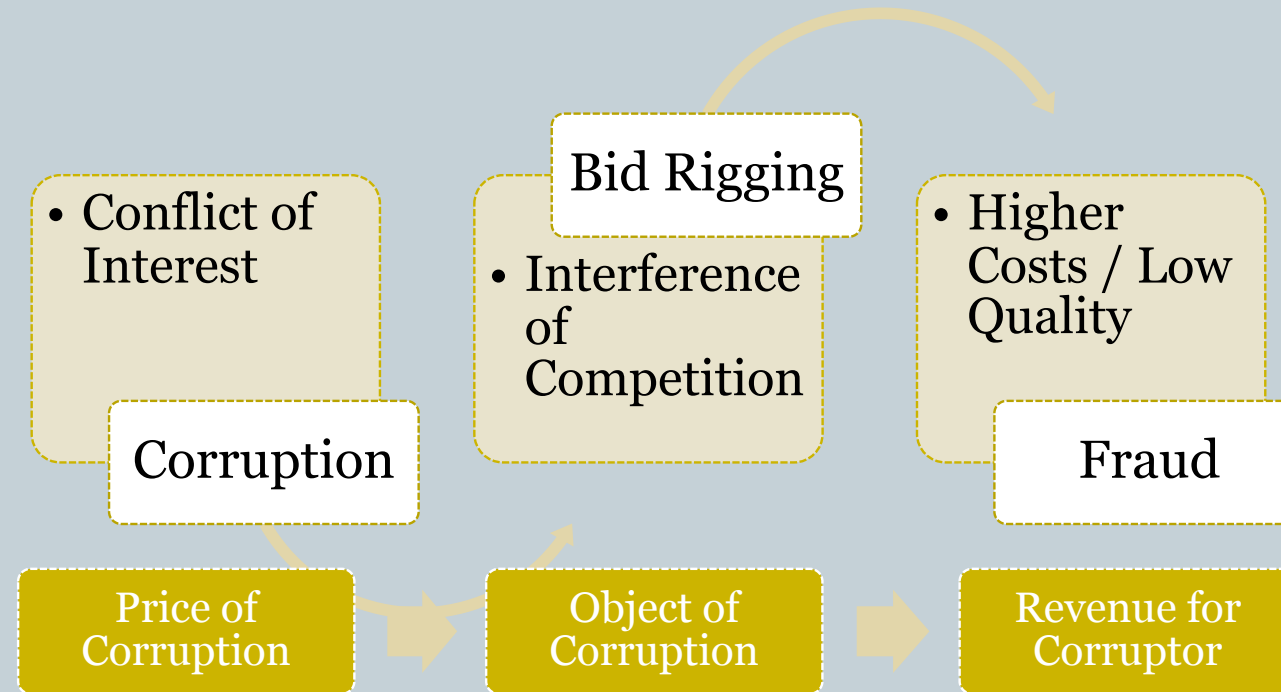 • Conflict of
Interest
Corruption
Bid Rigging
• Interference
of
Competition
• Higher
Costs / Low
Quality
Fraud
Price of
Corruption
Object of
Corruption
Revenue for
Corruptor